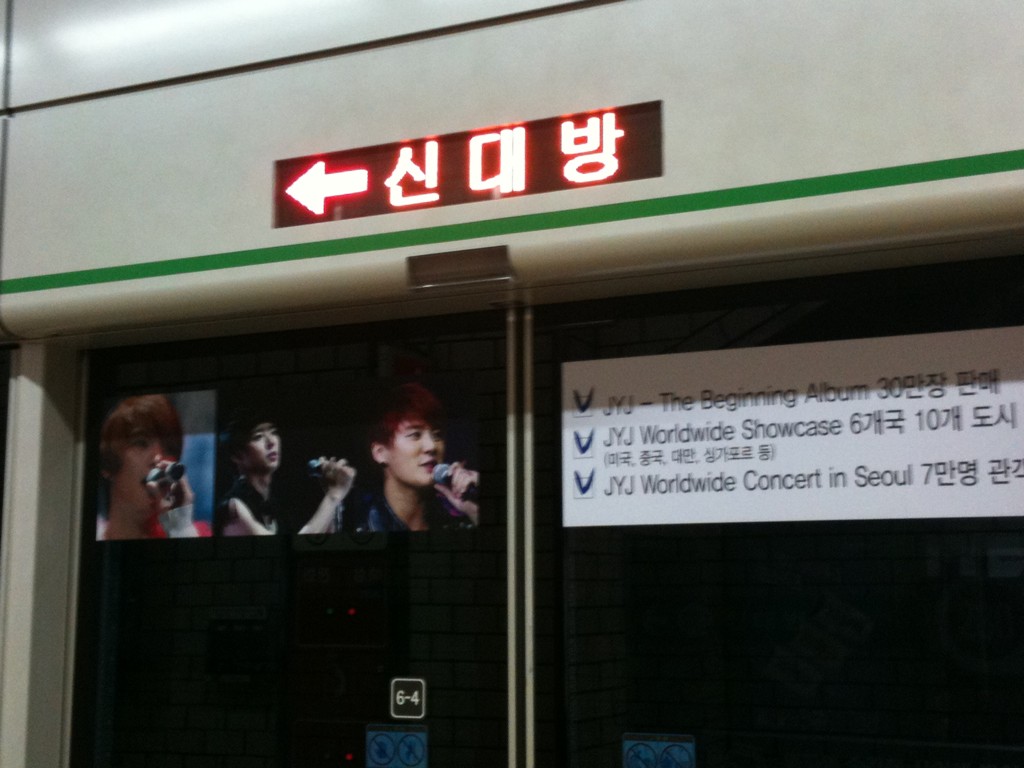 신대방
JYJ - The Beginning Album 30만장 판매
JYJ Worldwide Showcase 6개국 10개 도시
(미국, 중국, 대만, 싱가포르 등)
JYJ Worldwide Concert in Seoul 7만명 관
6-4